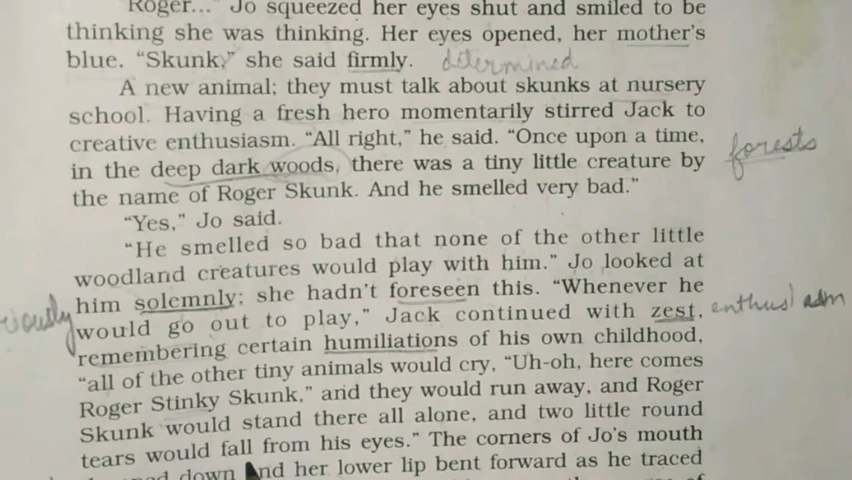 Roger..." Jo squeezed her eyes shut and smiled to be
thinking she was thinking. Her eyes opened, her mother's
blue. "Skunk," she said firmly. determined
A new animal; they must talk about skunks at nursery
school. Having a fresh hero momentarily stirred Jack to
creative enthusiasm. "All right," he said. "Once upon a time,
in the deep dark woods, there was a tiny little creature by
forests
the name of Roger Skunk. And he smelled very bad."
"Yes," Jo said.
"He smelled so bad that none of the other little
woodland creatures would play with him." Jo looked at
him solemnly; she hadn't foreseen this. "Whenever he
would go out to play," Jack continued with zest, enthusiasm
remembering certain humiliations of his own childhood,
"all of the other tiny animals would cry, "Uh-oh, here comes
Roger Stinky Skunk," and they would run away, and Roger
Skunk would stand there all alone, and two little round
tears would fall from his eyes." The corners of Jo's mouth
down and her lower lip bent forward as he traced